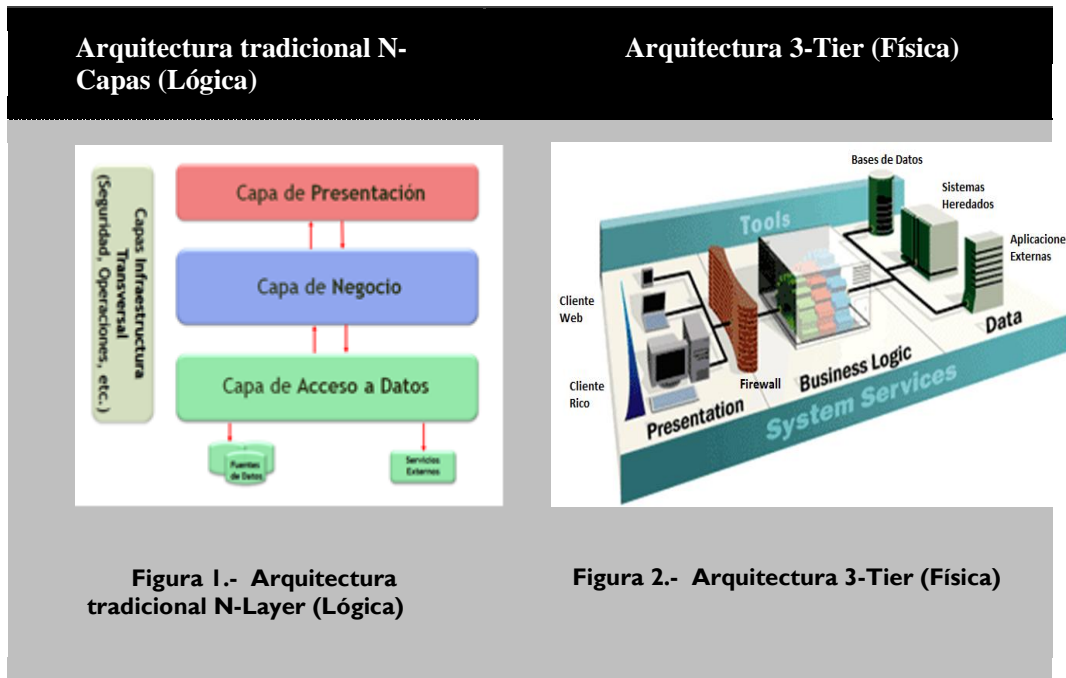 Arquitectura tradicional N-
Capas (Lógica)
Arquitectura 3-Tier (Física)
Capas Infraestructura
Transversal
(Seguridad, Operaciones, etc.)
Capa de Presentación
Capa de Negocio
Capa de Acceso a Datos
Fuentes
de Datos
Servicios
Externos
Bases de Datos
Sistemas
Heredados
Aplicacione
Externas
Tools
Cliente
Web
Cliente
Rico
Firewall
Presentation
Business Logic
Data
System Services
Figura 1.- Arquitectura
tradicional N-Layer (Lógica)
Figura 2.- Arquitectura 3-Tier (Física)